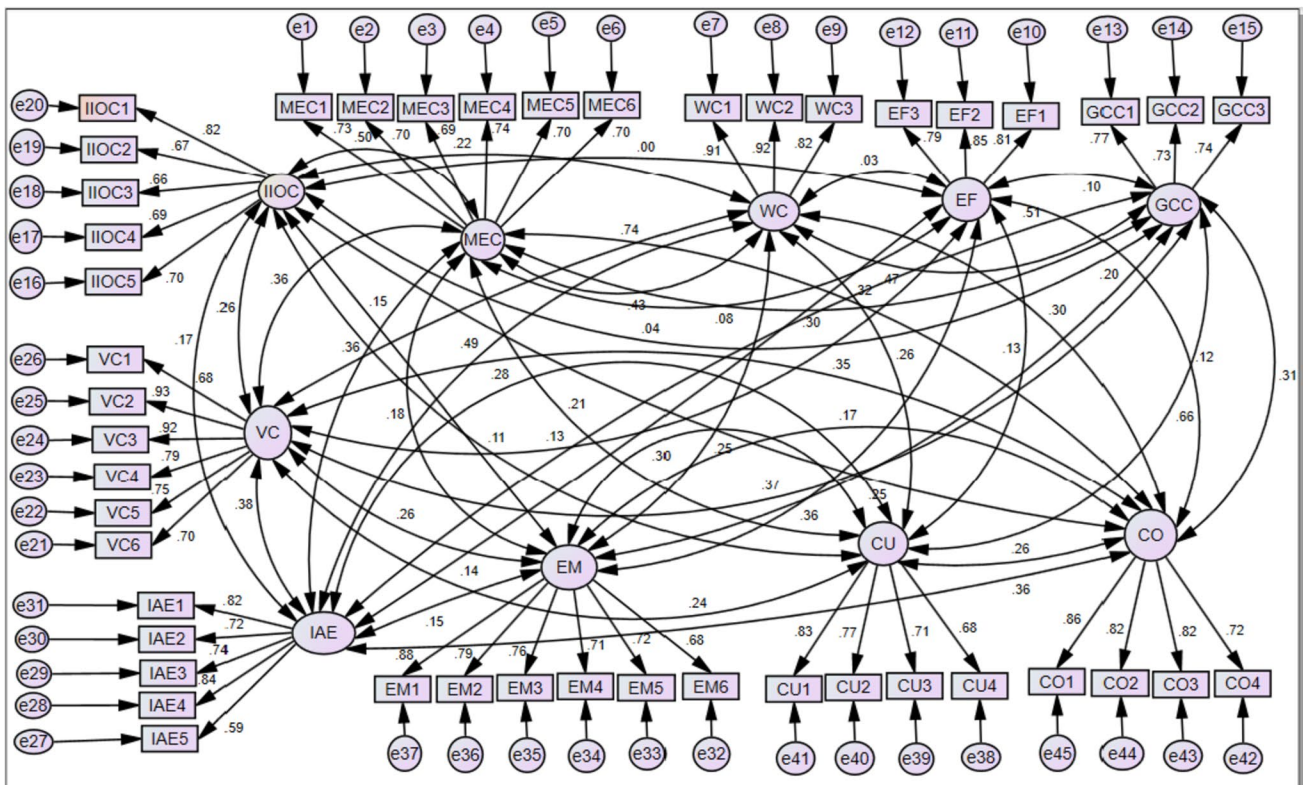 e1 e2 e3 e4 e5 e6 e7 e8 e9 e12 e11 e10 e13 e14 e15
MEC1 MEC2 MEC3 MEC4 MEC5 MEC6 WC1 WC2 WC3 EF3 EF2 EF1 GCC1 GCC2 GCC3
.73 .70 .69 .74 .70 .70 .91 .92 .82 .79 .85 .81 .77 .73 .74
e20 IIOC1 .82
e19 IIOC2 .67
e18 IIOC3 .66
e17 IIOC4 .69
e16 IIOC5 .70
.50 .22 .00 .03 .10
IIOC MEC WC EF GCC
.74 .51
.36 .26 .15 .43 .08 .30 .32 .47 .20 .30
.17 .36 .49 .28 .04 .26 .35 .13 .12 .31
e26 VC1 .68
e25 VC2 .93
e24 VC3 .92
e23 VC4 .79
e22 VC5 .75
e21 VC6 .70
VC
.18 .21 .17 .66
.11 .13 .30 .25 .37 .25
.38 .26 .36 .26
.14 .24 .36
.15
EM CU CO
e31 IAE1 .82
e30 IAE2 .72
e29 IAE3 .74
e28 IAE4 .84
e27 IAE5 .59
IAE
.88 .79 .76 .71 .72 .68 .83 .77 .71 .68 .86 .82 .82 .72
EM1 EM2 EM3 EM4 EM5 EM6 CU1 CU2 CU3 CU4 CO1 CO2 CO3 CO4
e37 e36 e35 e34 e33 e32 e41 e40 e39 e38 e45 e44 e43 e42